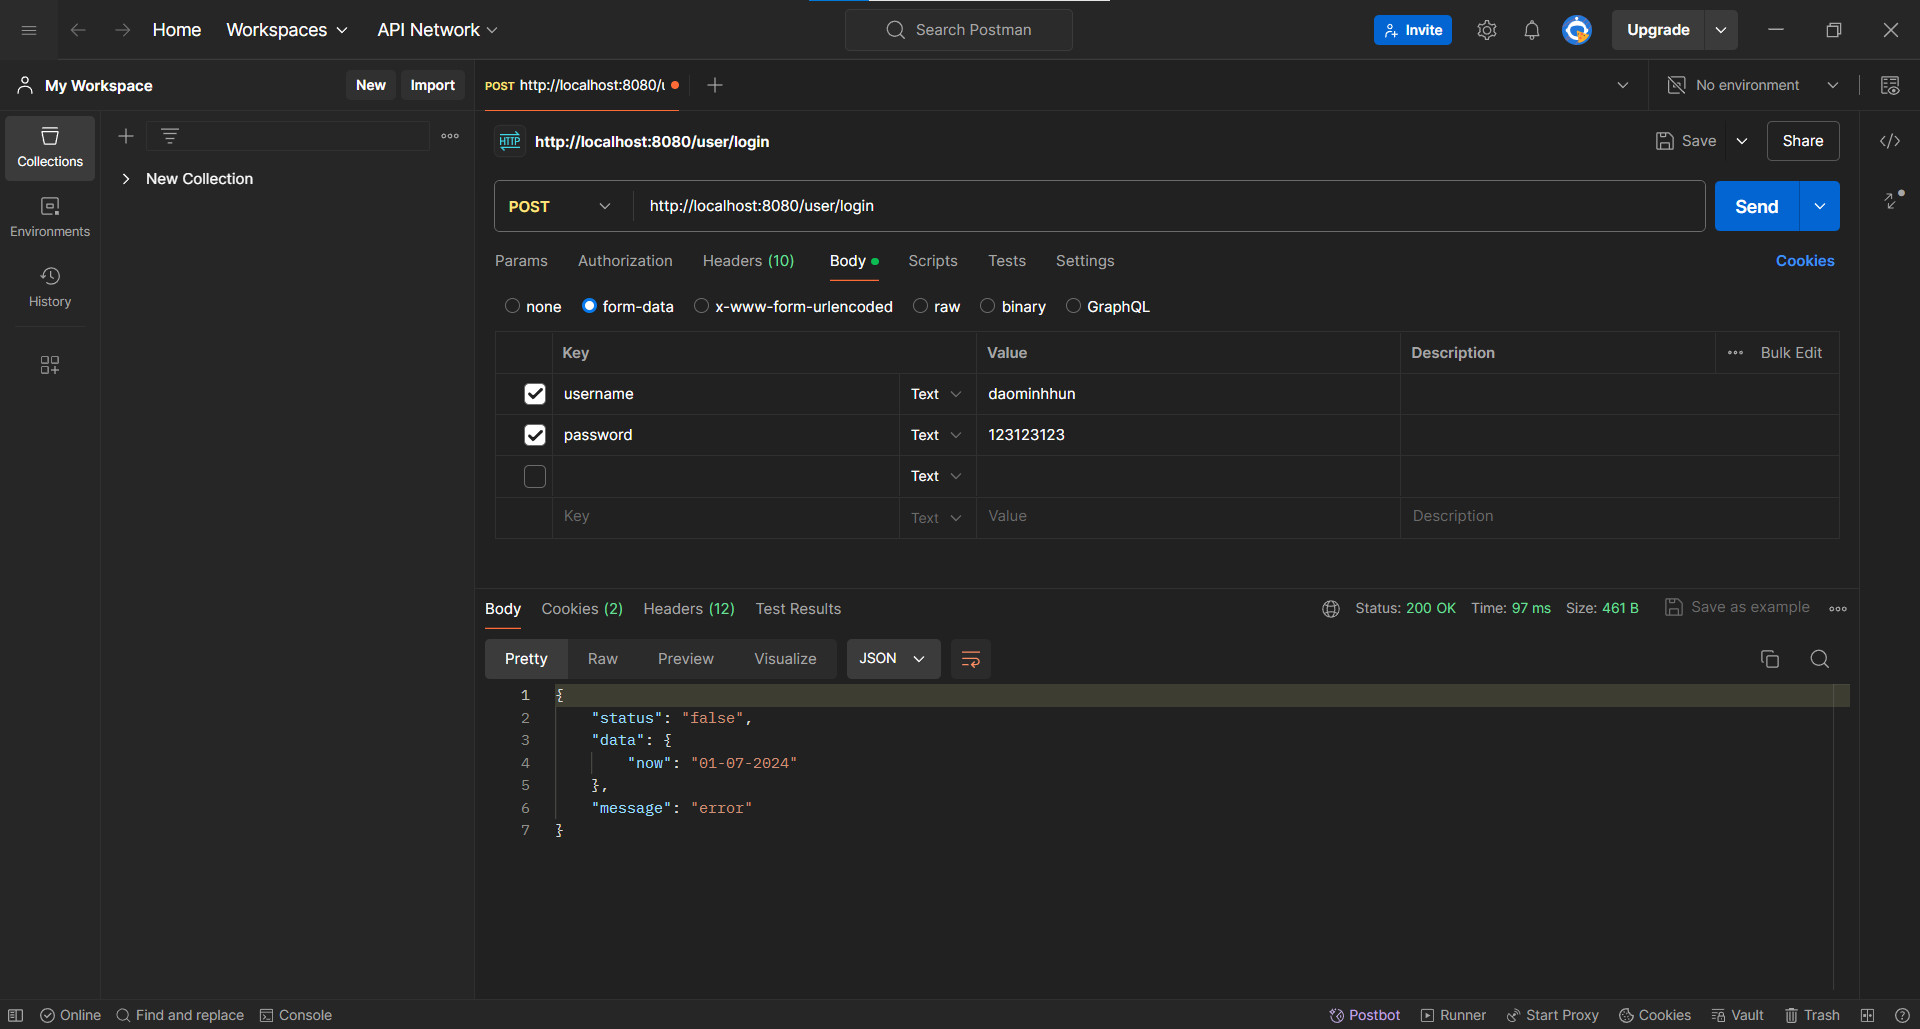 Home Workspaces API Network Search Postman Invite Upgrade
My Workspace New Import POST http://localhost:8080/u No environment
Collections
Environments
History
New Collection
HTTP http://localhost:8080/user/login Save Share
POST http://localhost:8080/user/login Send
Params Authorization Headers (10) Body Scripts Tests Settings Cookies
none form-data x-www-form-urlencoded raw binary GraphQL
Key Value Description Bulk Edit
username Text daominhhun
password Text 123123123
Text
Key Text Value Description
Body Cookies (2) Headers (12) Test Results Status: 200 OK Time: 97 ms Size: 461 B Save as example
Pretty Raw Preview Visualize JSON
1 {
2 "status": "false",
3 "data": {
4 "now": "01-07-2024"
5 },
6 "message": "error"
7 }
Online Find and replace Console Postbot Runner Start Proxy Cookies Vault Trash